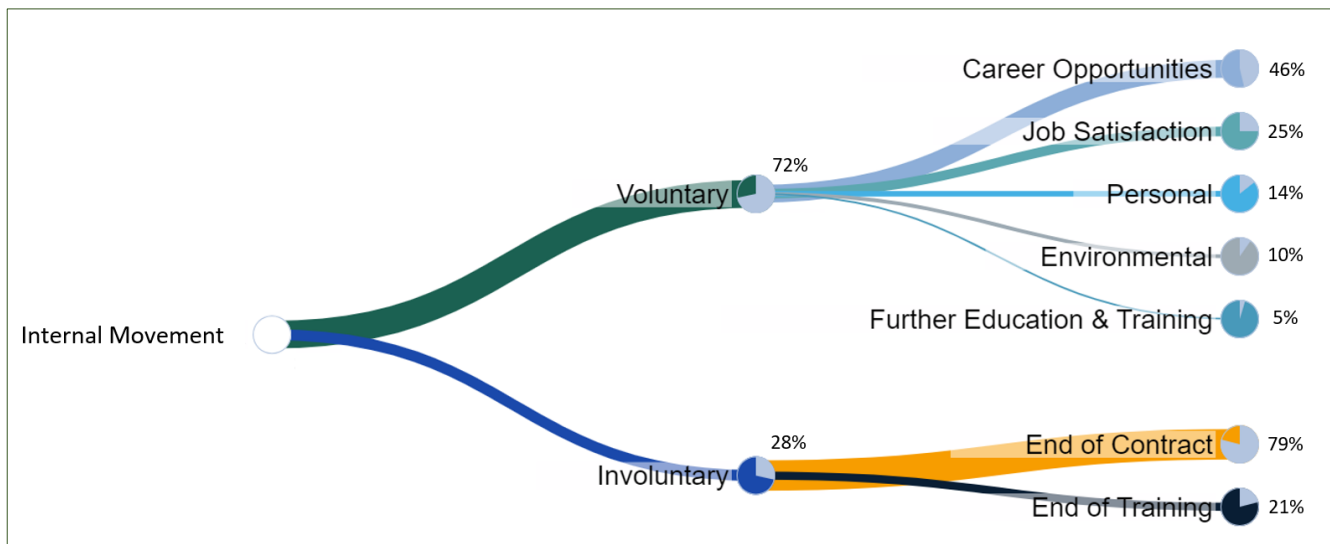 Career Opportunities 46%
Job Satisfaction 25%
72%
Voluntary
Personal 14%
Environmental 10%
Further Education & Training 5%
Internal Movement
28%
End of Contract 79%
Involuntary
End of Training 21%